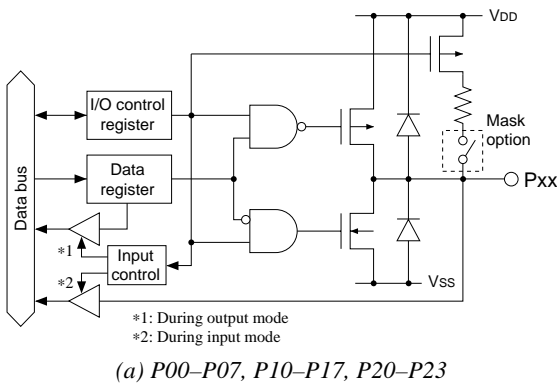 VDD
I/O control
register
Mask
option
Data bus
Data
register
Pxx
*1
Input
control
*2
VSS
*1: During output mode
*2: During input mode
(a) P00–P07, P10–P17, P20–P23